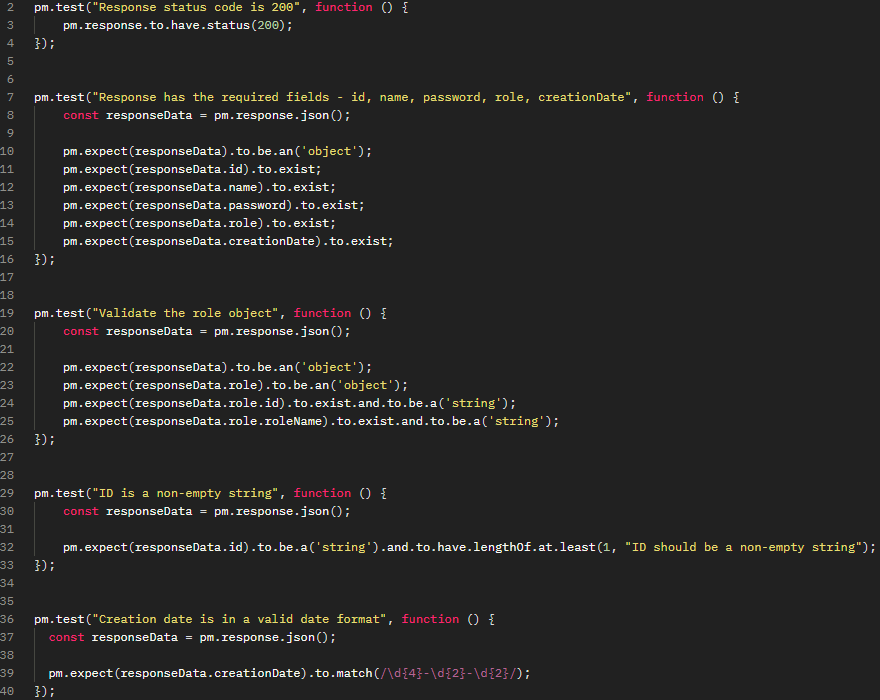 2 pm.test("Response status code is 200", function () {
3     pm.response.to.have.status(200);
4 });
5
6
7 pm.test("Response has the required fields - id, name, password, role, creationDate", function () {
8     const responseData = pm.response.json();
9
10     pm.expect(responseData).to.be.an('object');
11     pm.expect(responseData.id).to.exist;
12     pm.expect(responseData.name).to.exist;
13     pm.expect(responseData.password).to.exist;
14     pm.expect(responseData.role).to.exist;
15     pm.expect(responseData.creationDate).to.exist;
16 });
17
18
19 pm.test("Validate the role object", function () {
20     const responseData = pm.response.json();
21
22     pm.expect(responseData).to.be.an('object');
23     pm.expect(responseData.role).to.be.an('object');
24     pm.expect(responseData.role.id).to.exist.and.to.be.a('string');
25     pm.expect(responseData.role.roleName).to.exist.and.to.be.a('string');
26 });
27
28
29 pm.test("ID is a non-empty string", function () {
30     const responseData = pm.response.json();
31
32     pm.expect(responseData.id).to.be.a('string').and.to.have.lengthOf.at.least(1, "ID should be a non-empty string");
33 });
34
35
36 pm.test("Creation date is in a valid date format", function () {
37   const responseData = pm.response.json();
38
39   pm.expect(responseData.creationDate).to.match(/\d{4}-\d{2}-\d{2}/);
40 });